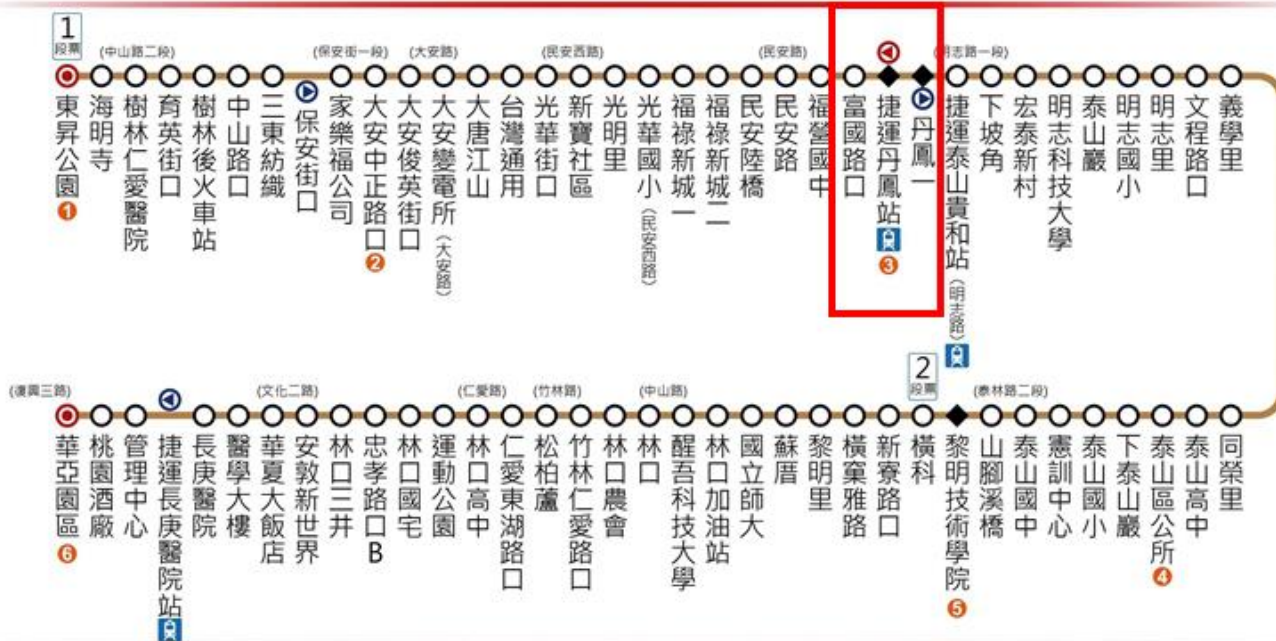 1
段票
(中山路二段)
(保安街一段)
(大安路)
(民安西路)
(民安路)
(明志路一段)
東昇公園 1
海明寺
樹林仁愛醫院
育英街口
樹林後火車站
中山路口
三東紡織
保安街口
家樂福公司
大安中正路口 2
大安俊英街口
大安變電所(大安路)
大唐江山
台灣通用
光華街口
新寶社區
光明里
光華國小(民安西路)
福祿新城一
福祿新城二
民安陸橋
民安路
福營國中
富國路口
捷運丹鳳站 3
丹鳳一
捷運泰山貴和站(明志路)
下坡角
宏泰新村
明志科技大學
泰山巖
明志國小
明志里
文程路口
義學里
2
段票
(復興三路)
(文化二路)
(仁愛路)
(竹林路)
(中山路)
(泰林路二段)
華亞園區 6
桃園酒廠
管理中心
捷運長庚醫院站
長庚醫院
醫學大樓
華夏大飯店
安敦新世界
林口三井
忠孝路口B
林口國宅
運動公園
林口高中
仁愛東湖路口
松柏蘆
竹林仁愛路口
林口農會
林口
醒吾科技大學
林口加油站
國立師大
蘇厝
黎明里
橫窠雅路
新寮路口
橫科
黎明技術學院 5
山腳溪橋
泰山國中
憲訓中心
泰山國小
下泰山巖
泰山區公所 4
泰山高中
同榮里